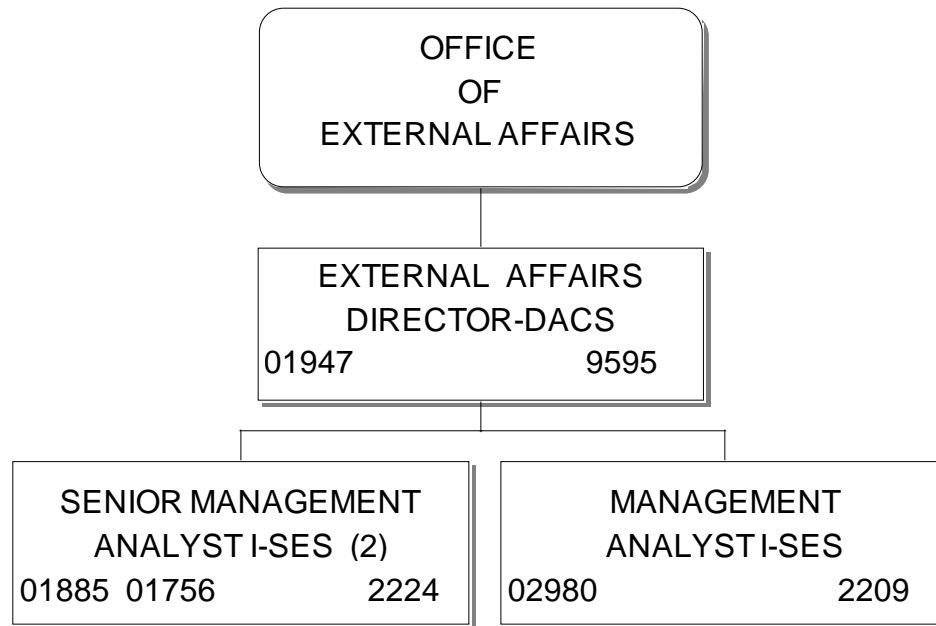 OFFICE
OF
EXTERNAL AFFAIRS
EXTERNAL AFFAIRS
DIRECTOR-DACS
01947 9595
SENIOR MANAGEMENT
ANALYST I-SES (2)
01885 01756 2224
MANAGEMENT
ANALYST I-SES
02980 2209